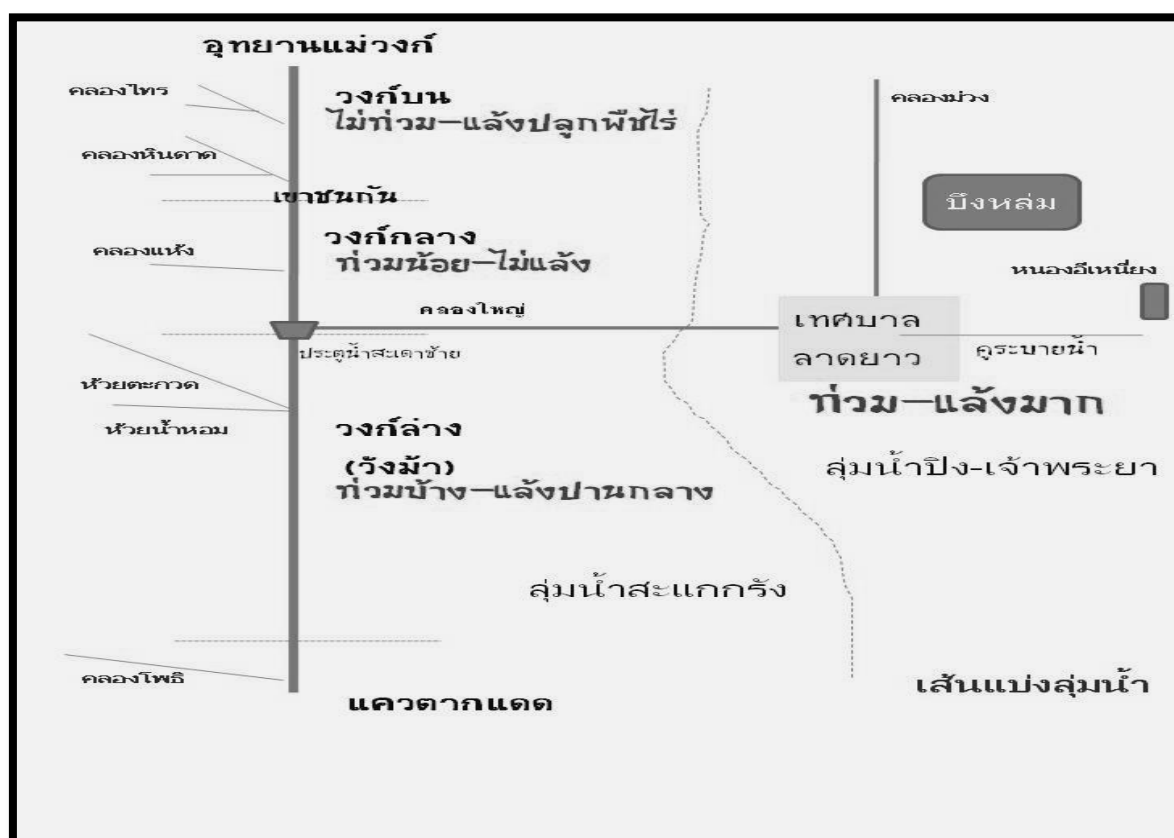 อุทยานแม่วงก์
คลองไทร
วงก์บน
ไม่ท่วม-แล้งปลูกพืชไร่
คลองม่วง
คลองหินดาด
เขาชนกัน
บึงหล่ม
วงก์กลาง
ท่วมน้อย-ไม่แล้ง
คลองแห้ง
หนองอีเหนี่ยง
คลองใหญ่
เทศบาล
ลาดยาว
ประตูน้ำสะเดาซ้าย
คูระบายน้ำ
ห้วยตะกวด
ท่วม-แล้งมาก
ห้วยน้ำหอม
วงก์ล่าง
(วังม้า)
ท่วมบ้าง-แล้งปานกลาง
ลุ่มน้ำปิง-เจ้าพระยา
ลุ่มน้ำสะแกกรัง
คลองโพธิ
แควตากแดด
เส้นแบ่งลุ่มน้ำ